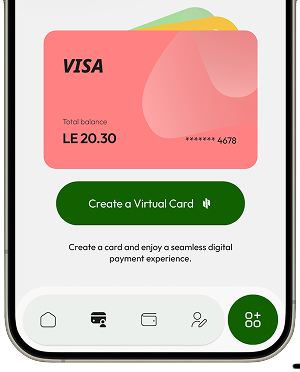 VISA
Total balance
LE 20.30
******* 4678
Create a Virtual Card
Create a card and enjoy a seamless digital
payment experience.